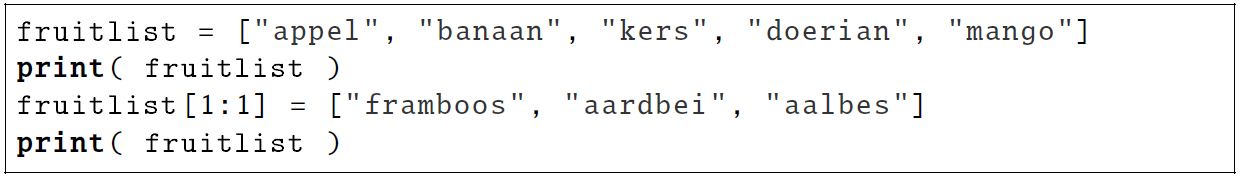 fruitlist = ["appel", "banaan", "kers", "doerian", "mango"]
print( fruitlist )
fruitlist[1:1] = ["framboos", "aardbei", "aalbes"]
print( fruitlist )